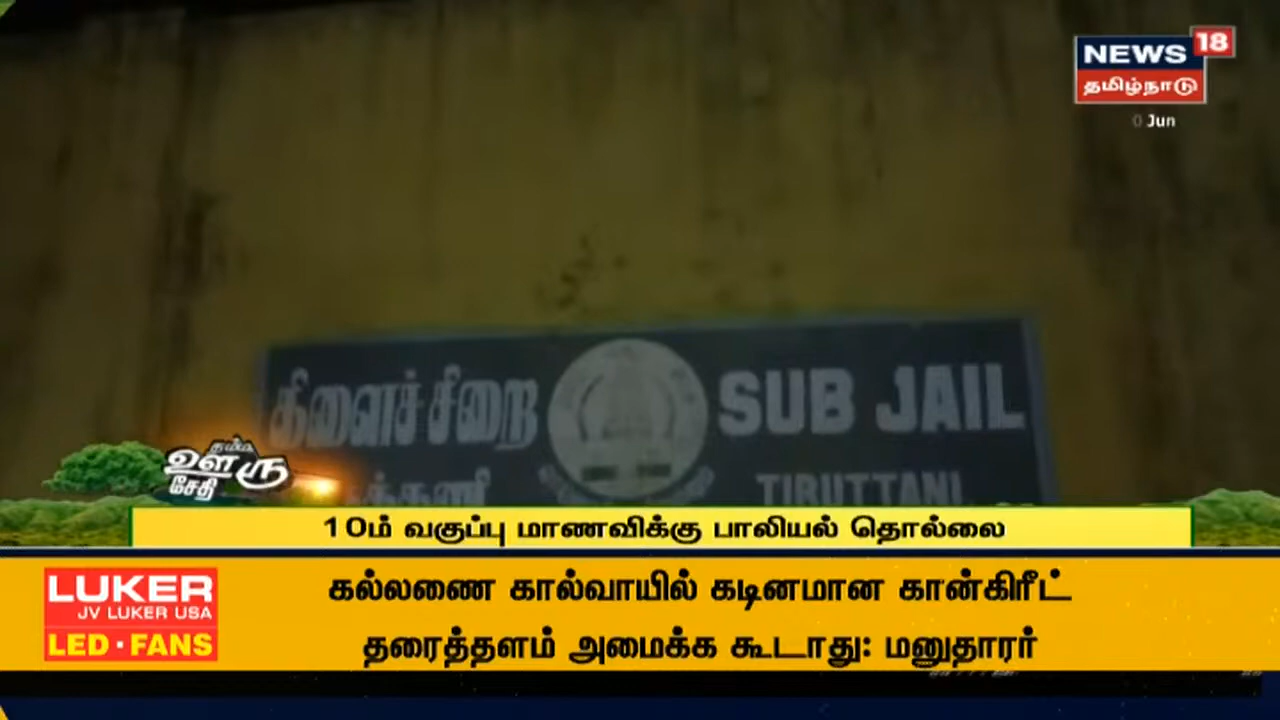 NEWS 18
தமிழ்நாடு
Jun
கிளைச்சிறை SUB JAIL
TIRUTTANI
தம்ம
ஊரு
சேதி
10ம் வகுப்பு மாணவிக்கு பாலியல் தொல்லை
LUKER
JV LUKER USA
LED·FANS
கல்லணை கால்வாயில் கடினமான கான்கிரீட்
தரைத்தளம் அமைக்க கூடாது: மனுதாரர்